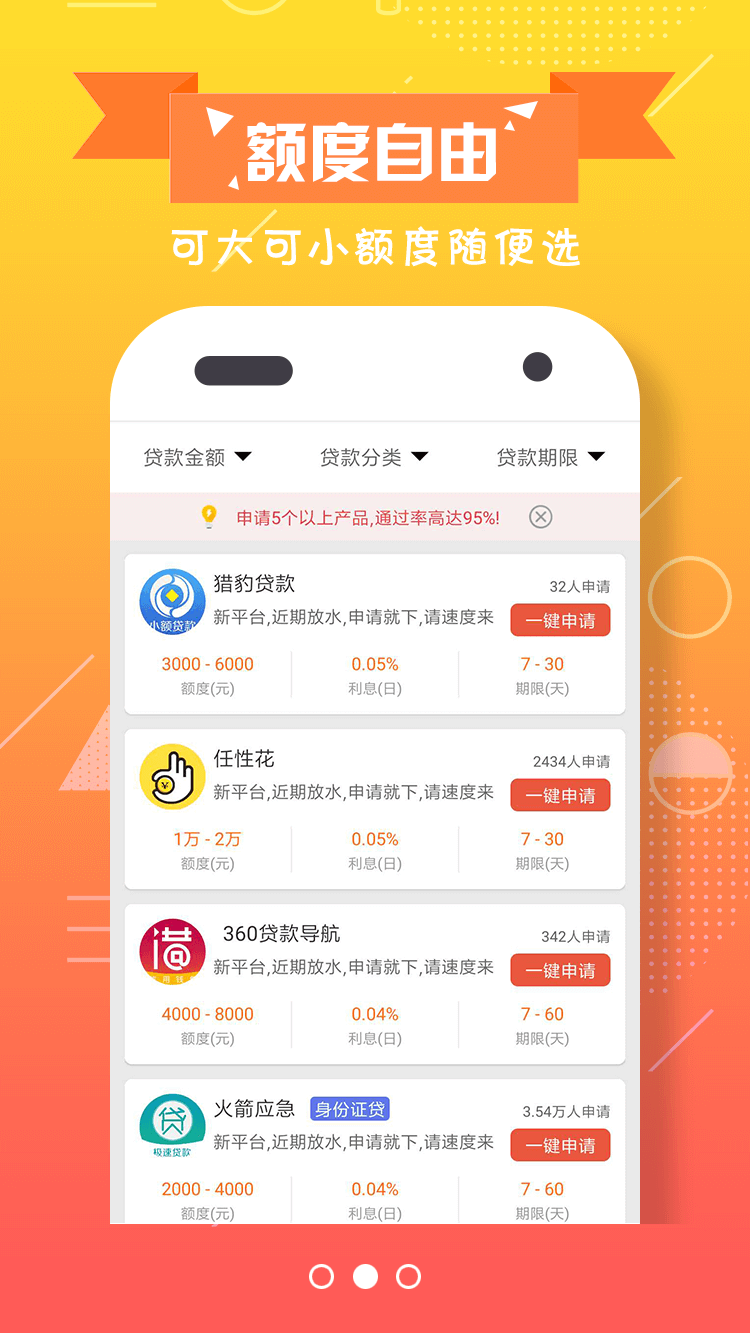 额度自由
可大可小额度随便选
贷款金额 贷款分类 贷款期限
申请5个以上产品,通过率高达95%!
猎豹贷款
32人申请
小额贷款
新平台,近期放水,申请就下,请速度来
一键申请
3000 - 6000 0.05% 7 - 30
额度(元) 利息(日) 期限(天)
任性花
2434人申请
新平台,近期放水,申请就下,请速度来
一键申请
1万 - 2万 0.05% 7 - 30
额度(元) 利息(日) 期限(天)
360贷款导航
342人申请
新平台,近期放水,申请就下,请速度来
一键申请
4000 - 8000 0.04% 7 - 60
额度(元) 利息(日) 期限(天)
火箭应急 身份证贷
3.54万人申请
贷
极速贷款
新平台,近期放水,申请就下,请速度来
一键申请
2000 - 4000 0.04% 7 - 60
额度(元) 利息(日) 期限(天)